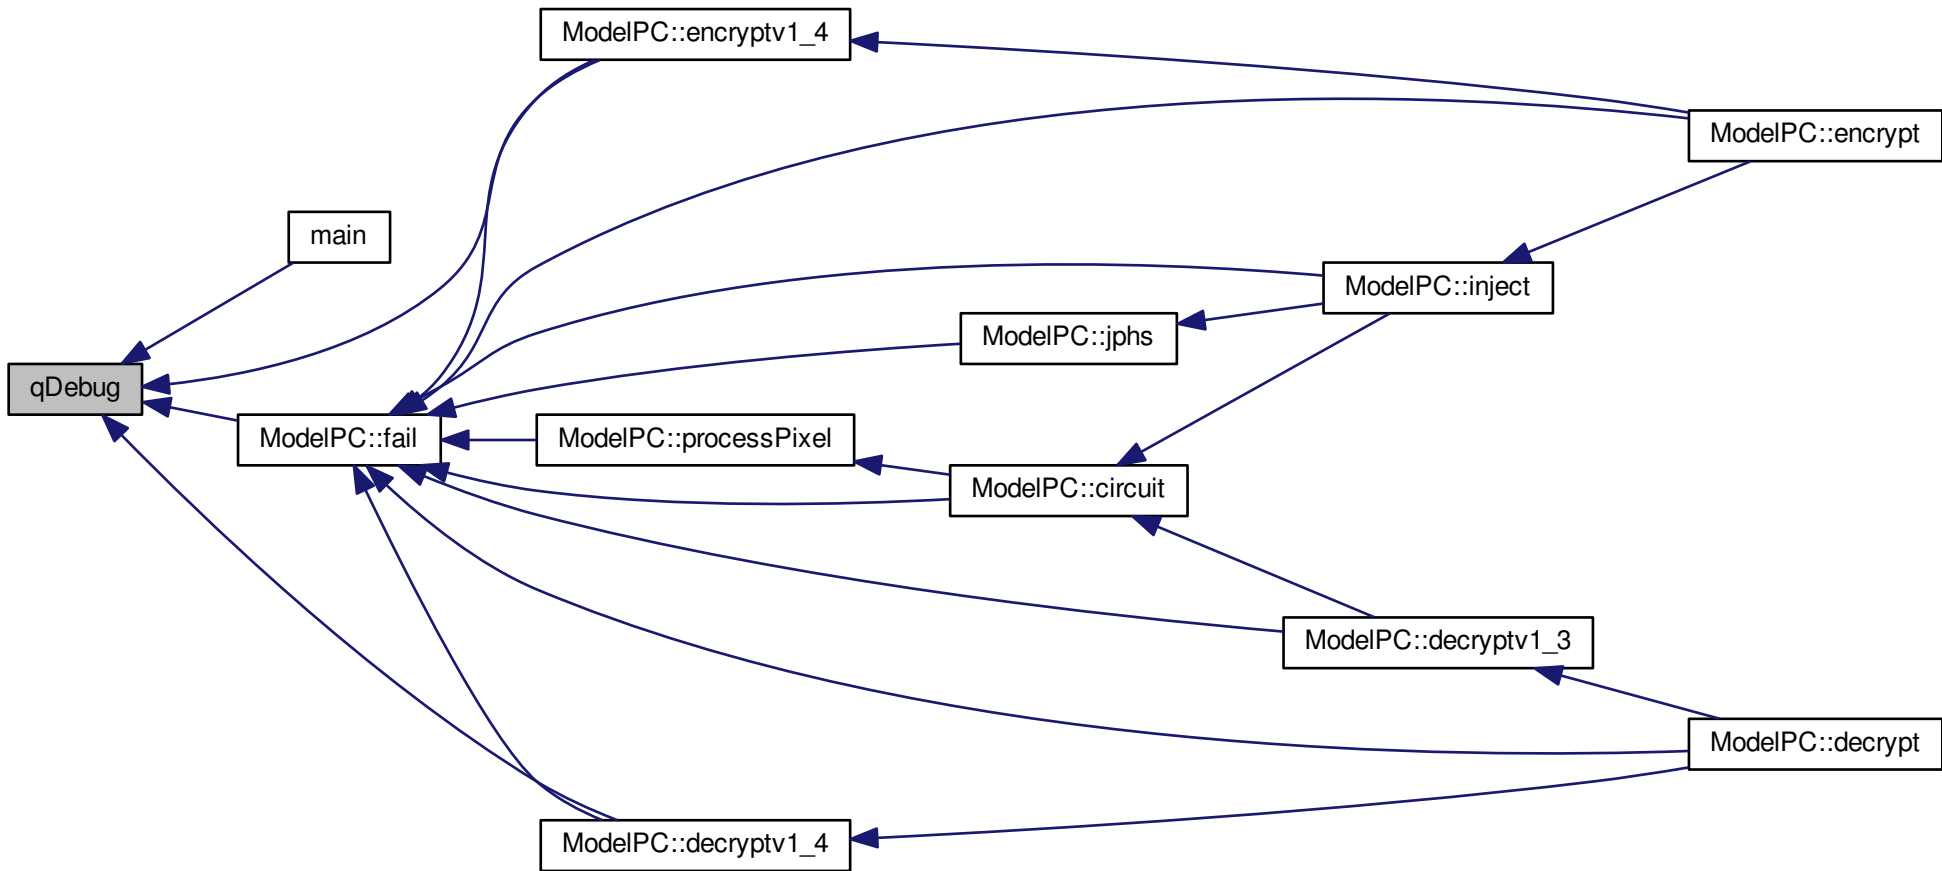 ModelPC::encryptv1_4
ModelPC::encrypt
main
ModelPC::inject
ModelPC::jphs
qDebug
ModelPC::fail
ModelPC::processPixel
ModelPC::circuit
ModelPC::decryptv1_3
ModelPC::decrypt
ModelPC::decryptv1_4